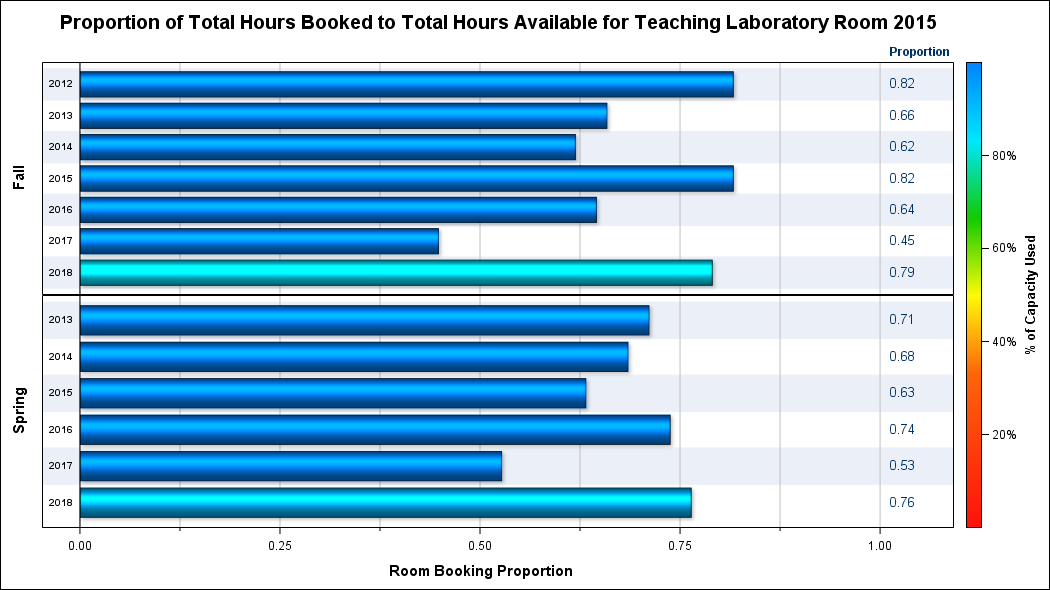 Proportion of Total Hours Booked to Total Hours Available for Teaching Laboratory Room 2015
Proportion
Fall
2012 0.82
2013 0.66
2014 0.62
2015 0.82
2016 0.64
2017 0.45
2018 0.79
Spring
2013 0.71
2014 0.68
2015 0.63
2016 0.74
2017 0.53
2018 0.76
0.00 0.25 0.50 0.75 1.00
Room Booking Proportion
80%
60%
40%
20%
% of Capacity Used